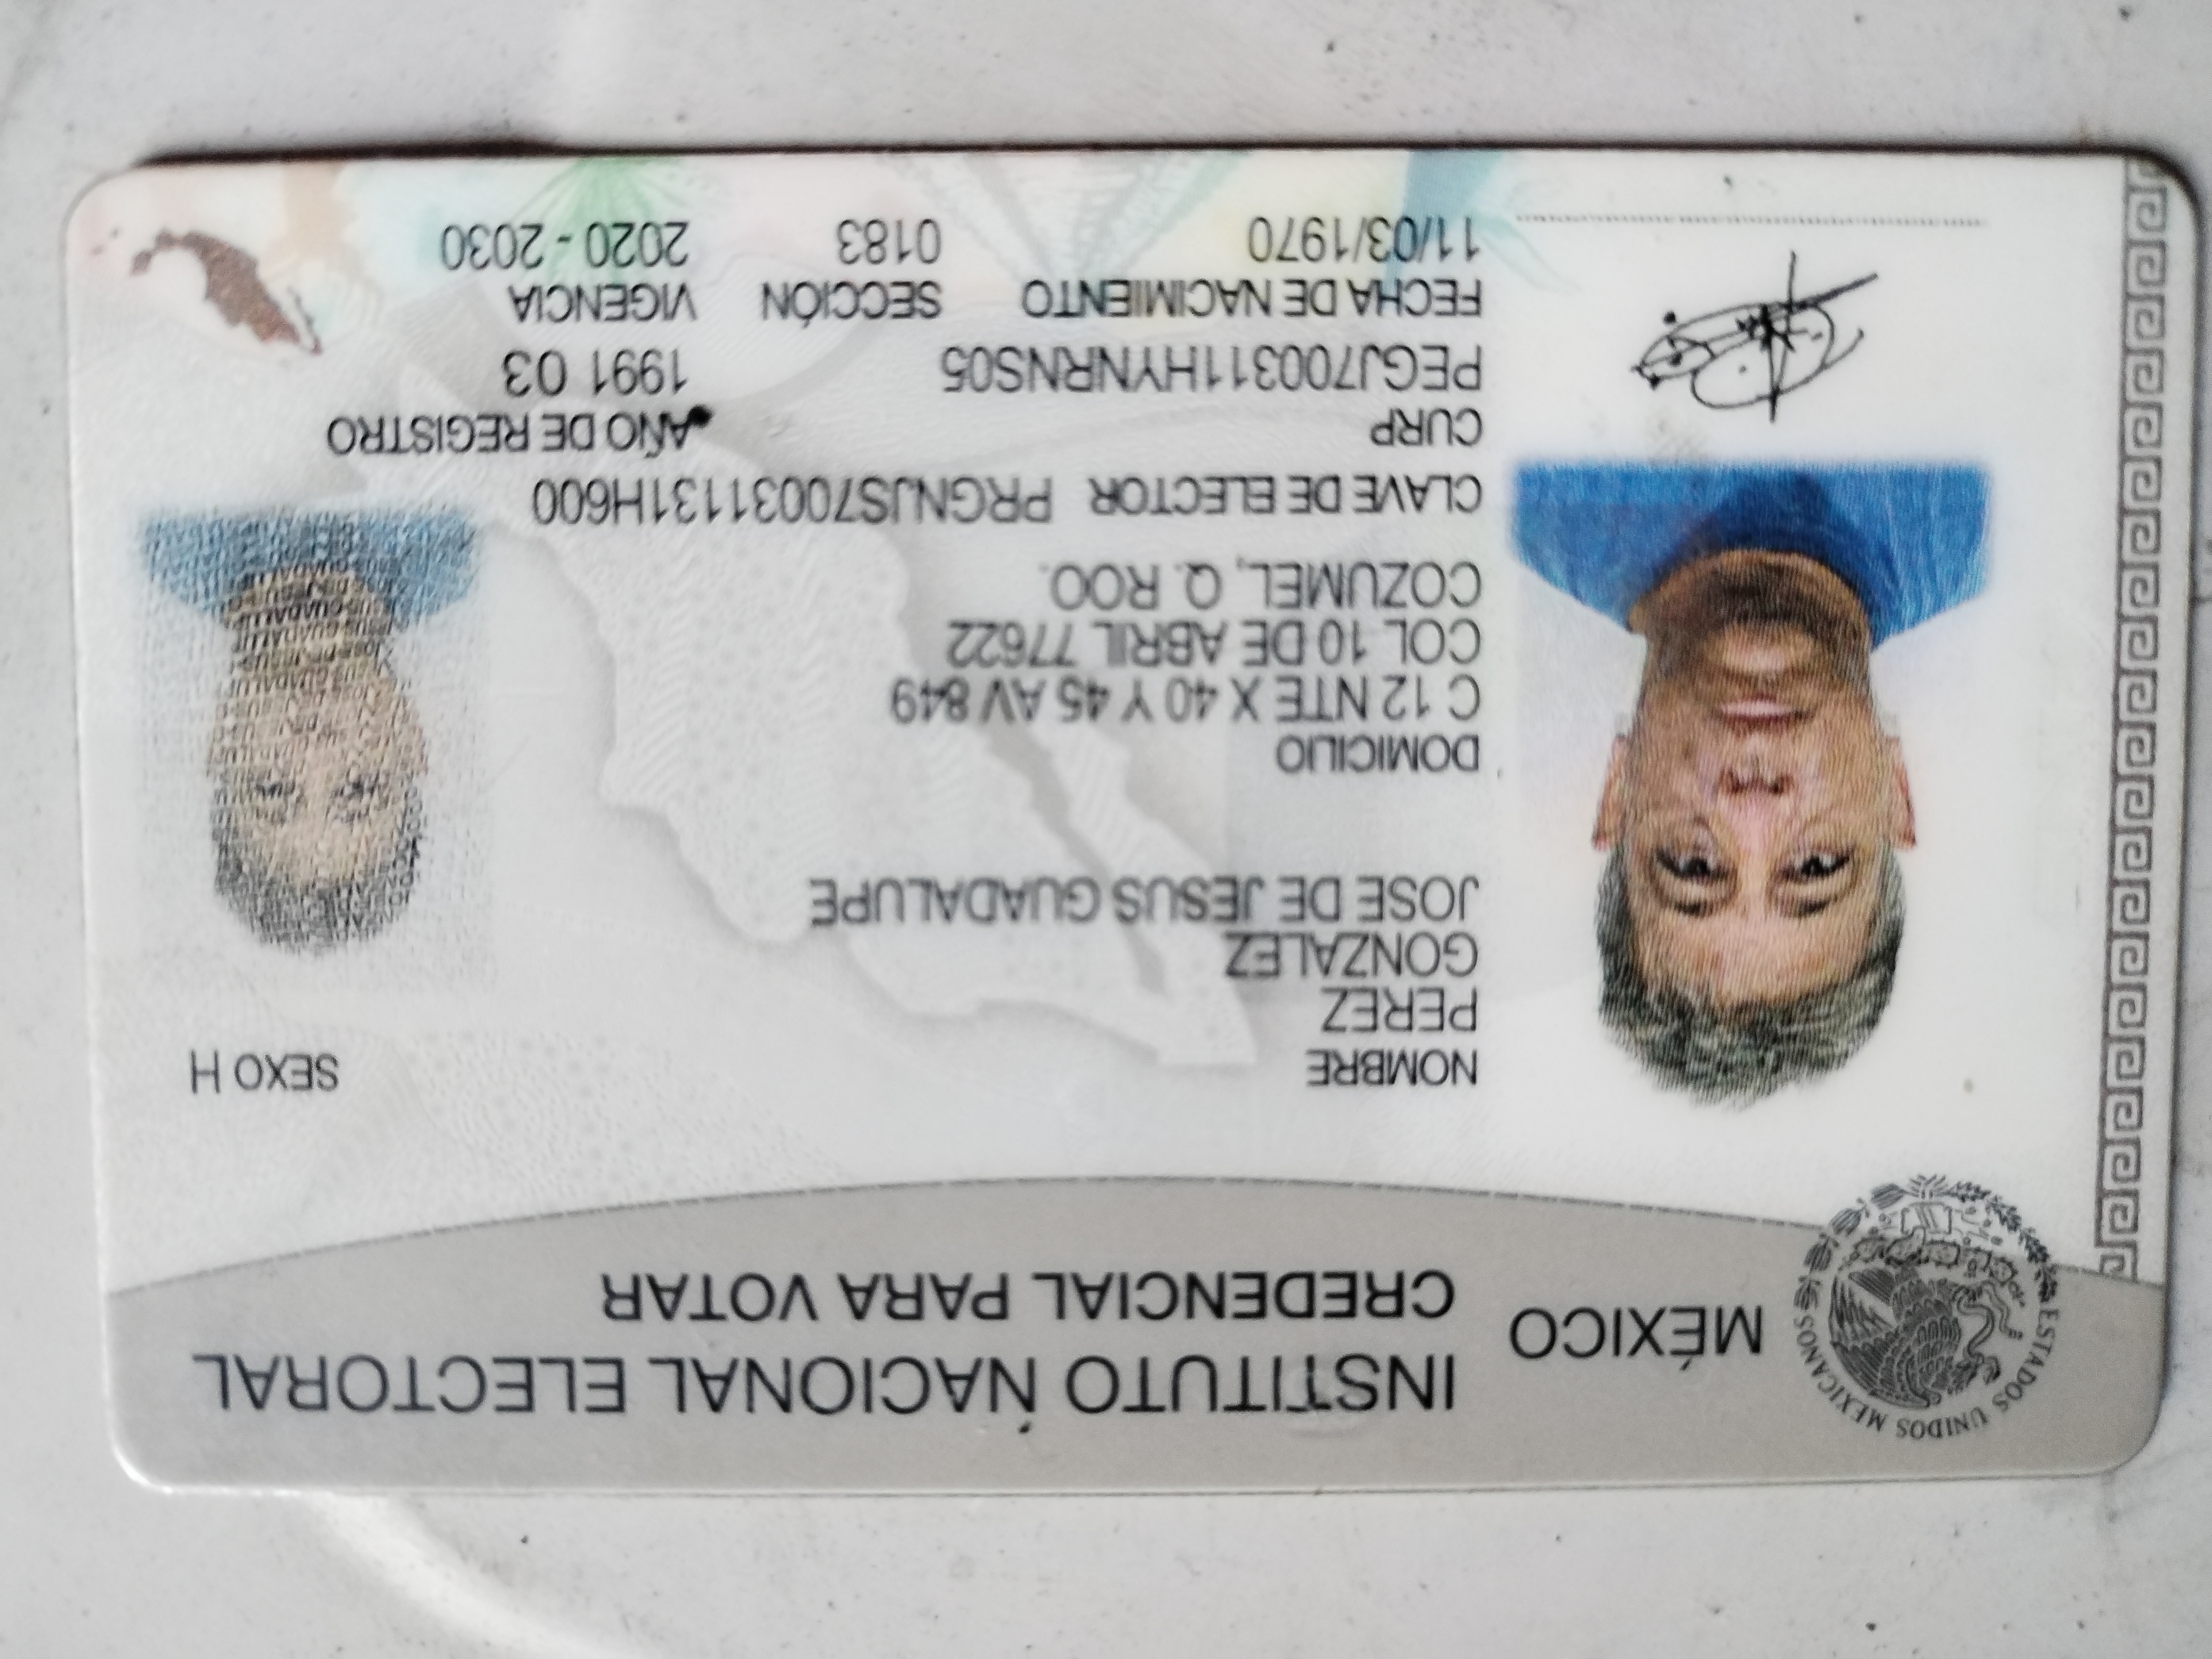 MÉXICO
INSTITUTO NACIONAL ELECTORAL
CREDENCIAL PARA VOTAR
ESTADOS UNIDOS MEXICANOS
NOMBRE
PEREZ
GONZALEZ
JOSE DE JESUS GUADALUPE
SEXO H
DOMICILIO
C 12 NTE X 40 Y 45 AV 849
COL 10 DE ABRIL 77622
COZUMEL, Q. ROO.
CLAVE DE ELECTOR PRGNJS70031131H600
CURP
PEGJ700311HYNRNS05
AÑO DE REGISTRO
1991 03
FECHA DE NACIMIENTO
11/03/1970
SECCIÓN
0183
VIGENCIA
2020 - 2030